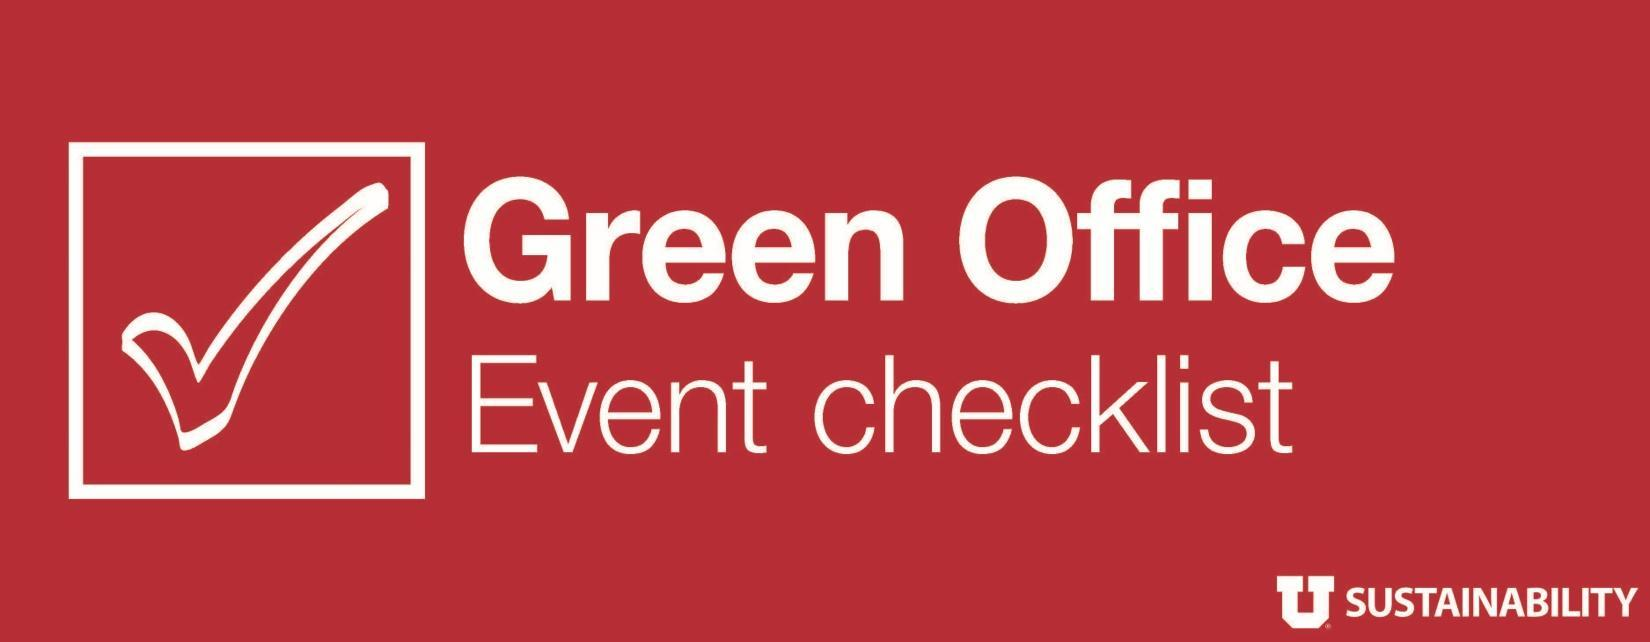 Green Office
Event checklist
U SUSTAINABILITY